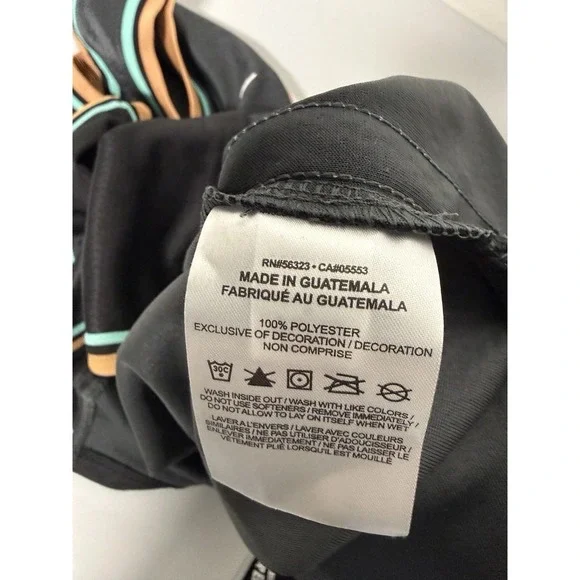 RN#56323 • CA#05553
MADE IN GUATEMALA
FABRIQUÉ AU GUATEMALA
100% POLYESTER
EXCLUSIVE OF DECORATION / DECORATION
NON COMPRISE
30C
WASH INSIDE OUT / WASH WITH LIKE COLORS /
DO NOT USE SOFTENERS / REMOVE IMMEDIATELY /
DO NOT ALLOW TO LAY ON ITSELF WHEN WET
LAVER A L'ENVERS / LAVER AVEC COULEURS
SIMILAIRES / NE PAS UTILISER D'ADOUCISSEUR /
ENLEVER IMMEDIATEMENT / NE PAS LAISSER LE
VÊTEMENT PLIÉ LORSQU'IL EST MOUILLÉ